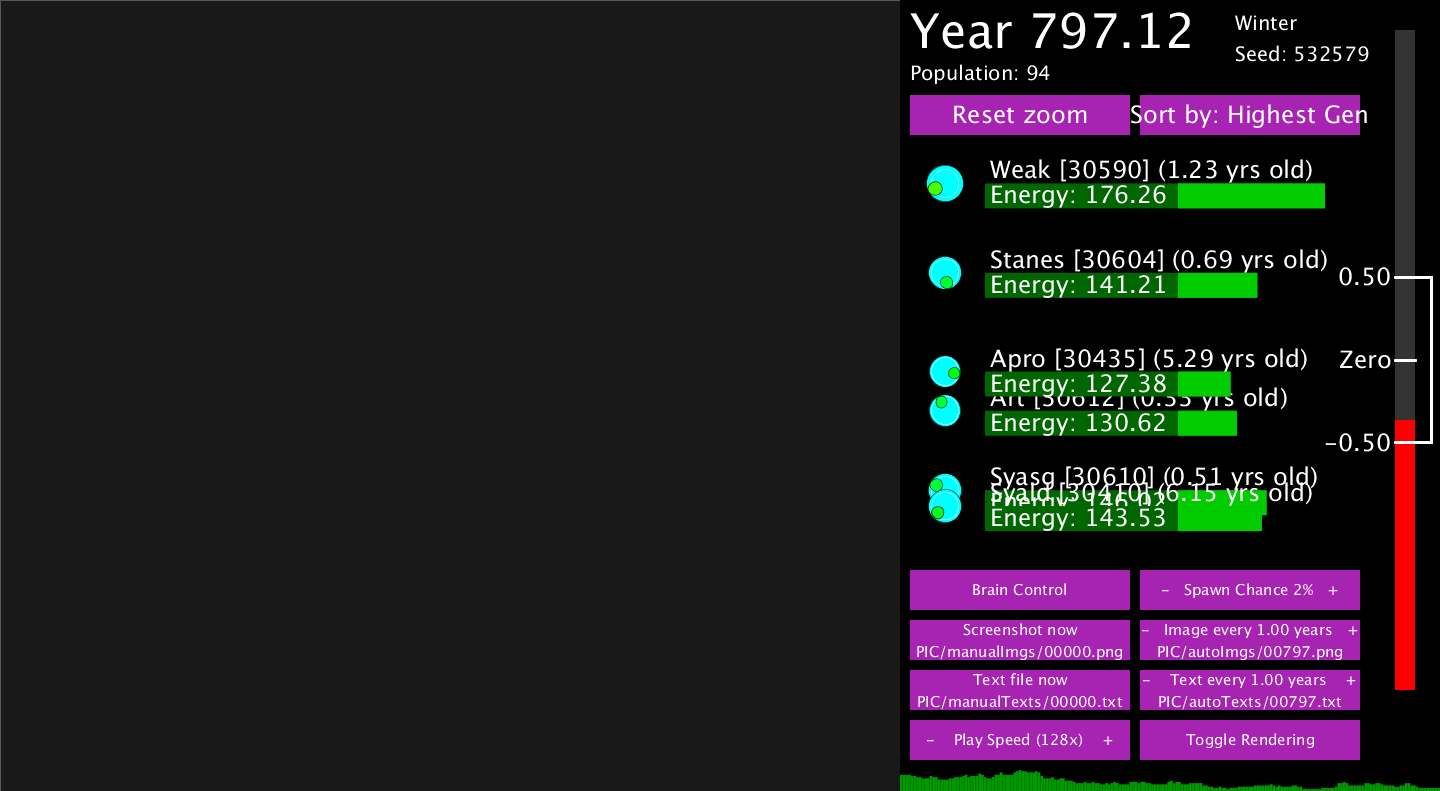 Year 797.12
Winter
Seed: 532579
Population: 94
Reset zoom
Sort by: Highest Gen
Weak [30590] (1.23 yrs old)
Energy: 176.26
Stanes [30604] (0.69 yrs old)
Energy: 141.21
0.50
Apro [30435] (5.29 yrs old)
Zero
Energy: 127.38
Art [30612] (0.33 yrs old)
Energy: 130.62
-0.50
Syasg [30610] (0.51 yrs old)
Syald [30410] (6.15 yrs old)
Energy: 146.02
Energy: 143.53
Brain Control
- Spawn Chance 2% +
Screenshot now
PIC/manualImgs/00000.png
- Image every 1.00 years +
PIC/autoImgs/00797.png
Text file now
PIC/manualTexts/00000.txt
- Text every 1.00 years +
PIC/autoTexts/00797.txt
- Play Speed (128x) +
Toggle Rendering